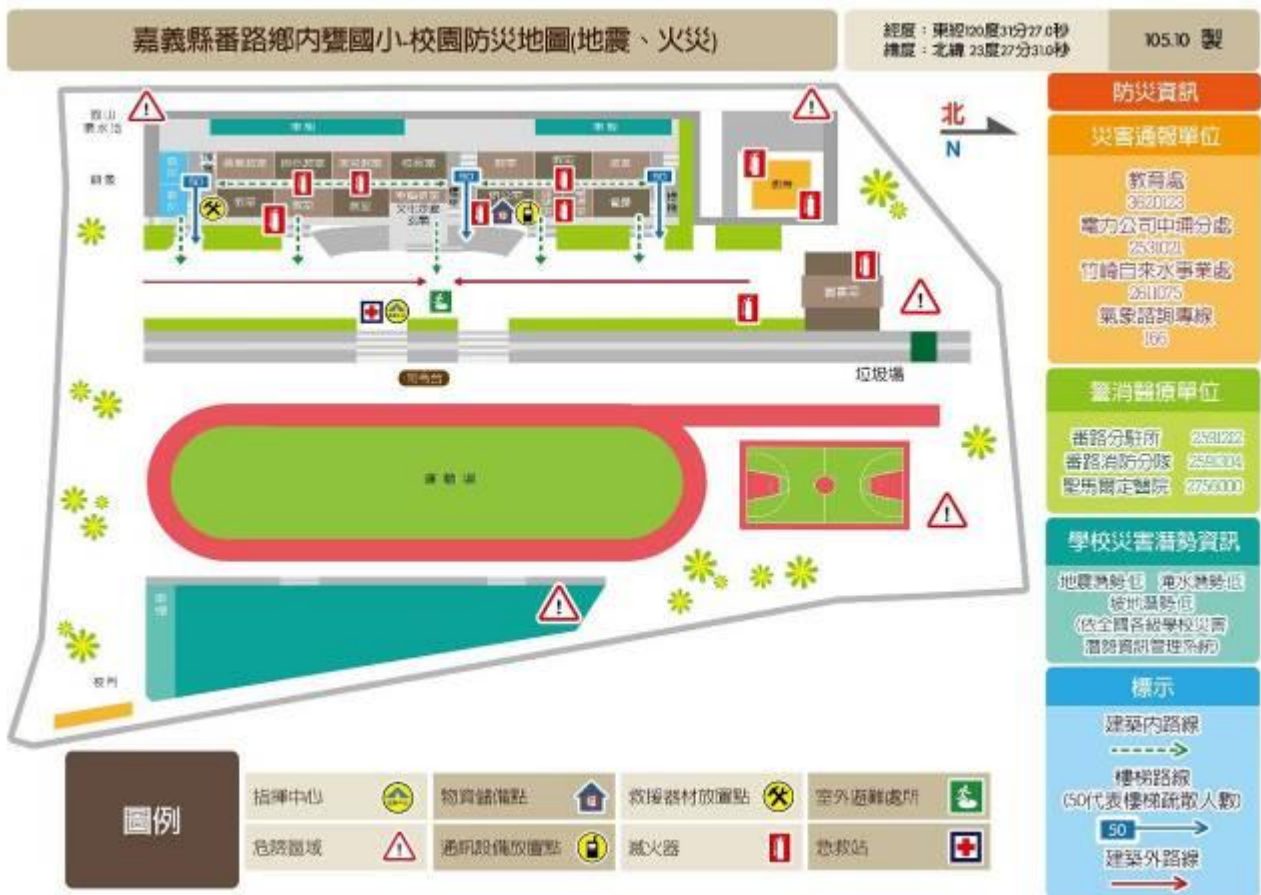 嘉義縣番路鄉內甕國小-校園防災地圖(地震、火災)
經度：東經120度31分27.0秒
緯度：北緯 23度27分31.0秒
105.10 製
北
N
50
50
50
文化走廊
垃圾場
司令台
運動場
校門
防災資訊
災害通報單位
教育處
3620123
電力公司中埔分處
2531021
竹崎自來水事業處
2611075
氣象諮詢專線
166
警消醫療單位
番路分駐所 2591212
番路消防分隊 2591304
聖馬爾定醫院 2756000
學校災害潛勢資訊
地震潛勢低 淹水潛勢低
坡地潛勢低
(依全國各級學校災害
潛勢資訊管理系統)
標示
建築內路線
樓梯路線
(50代表樓梯疏散人數)
50
建築外路線
圖例
指揮中心
物資儲備點
救援器材放置點
室外避難處所
危險區域
通訊設備放置點
滅火器
急救站